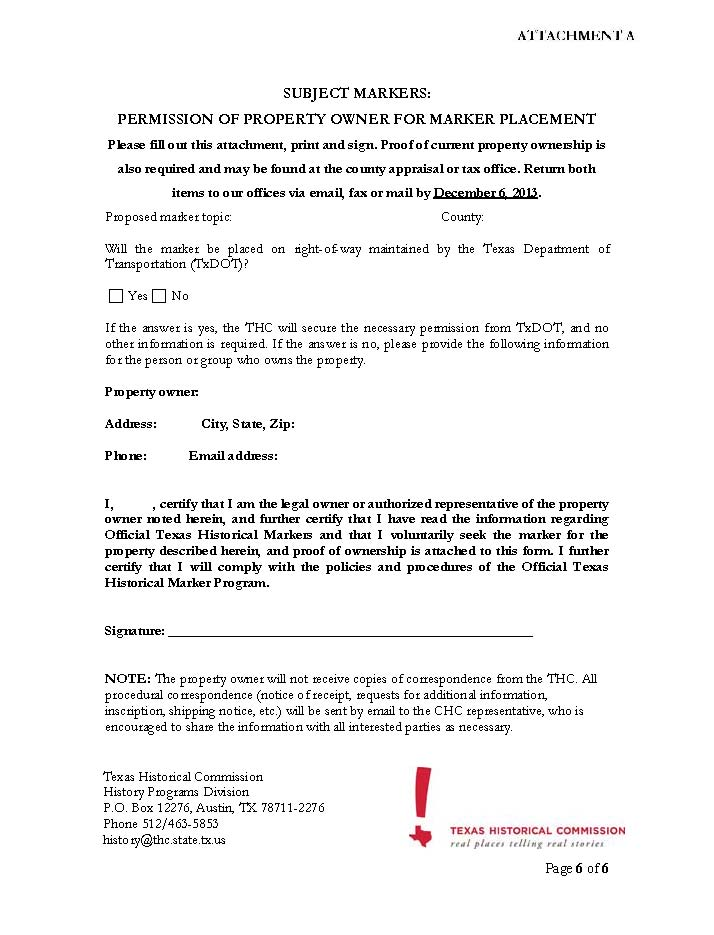 ATTACHMENT A
SUBJECT MARKERS:
PERMISSION OF PROPERTY OWNER FOR MARKER PLACEMENT
Please fill out this attachment, print and sign. Proof of current property ownership is
also required and may be found at the county appraisal or tax office. Return both
items to our offices via email, fax or mail by December 6, 2013.
Proposed marker topic: County:
Will the marker be placed on right-of-way maintained by the Texas Department of
Transportation (TxDOT)?
☐ Yes ☐ No
If the answer is yes, the THC will secure the necessary permission from TxDOT, and no
other information is required. If the answer is no, please provide the following information
for the person or group who owns the property.
Property owner:
Address: City, State, Zip:
Phone: Email address:
I, , certify that I am the legal owner or authorized representative of the property
owner noted herein, and further certify that I have read the information regarding
Official Texas Historical Markers and that I voluntarily seek the marker for the
property described herein, and proof of ownership is attached to this form. I further
certify that I will comply with the policies and procedures of the Official Texas
Historical Marker Program.
Signature: ____________________________________________________
NOTE: The property owner will not receive copies of correspondence from the THC. All
procedural correspondence (notice of receipt, requests for additional information,
inscription, shipping notice, etc.) will be sent by email to the CHC representative, who is
encouraged to share the information with all interested parties as necessary.
Texas Historical Commission
History Programs Division
P.O. Box 12276, Austin, TX 78711-2276
Phone 512/463-5853
history@thc.state.tx.us
TEXAS HISTORICAL COMMISSION
real places telling real stories
Page 6 of 6